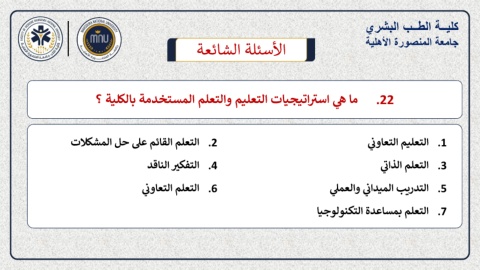 كلية الطب البشري
جامعة المنصورة الأهلية
MNU
الأسئلة الشائعة
22. ما هي استراتيجيات التعليم والتعلم المستخدمة بالكلية ؟
1. التعليم التعاوني
2. التعلم القائم على حل المشكلات
3. التعلم الذاتي
4. التفكير الناقد
5. التدريب الميداني والعملي
6. التعلم التعاوني
7. التعلم بمساعدة التكنولوجيا